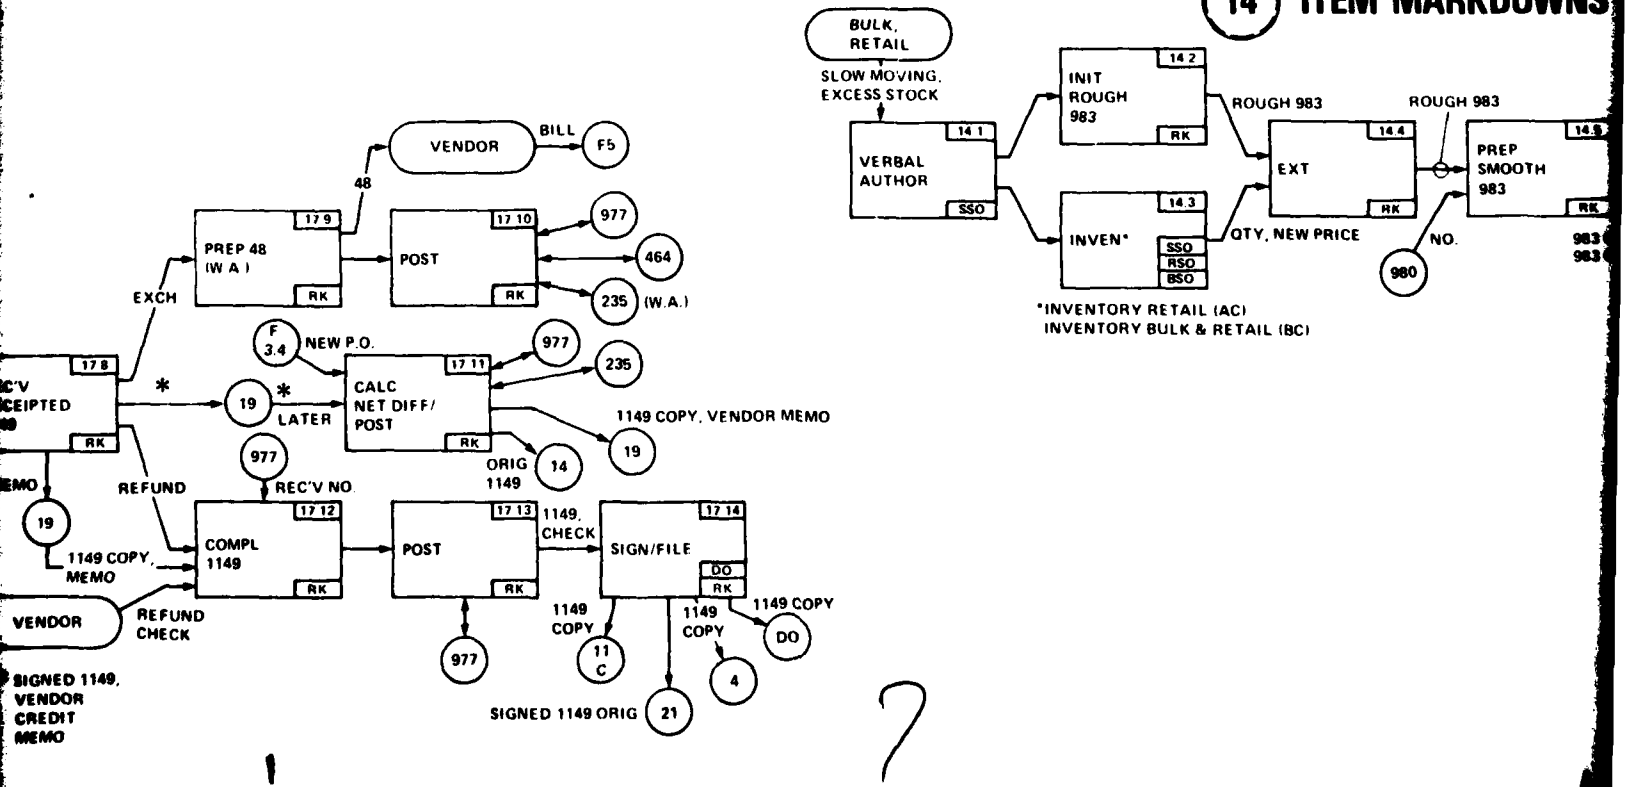 14 ITEM MARKDOWNS
BULK,
RETAIL
SLOW MOVING,
EXCESS STOCK
14.1
VERBAL
AUTHOR
SSO
14.2
INIT
ROUGH
983
RK
14.3
INVEN*
SSO
RSO
BSO
ROUGH 983
QTY, NEW PRICE
14.4
EXT
RK
ROUGH 983
NO.
980
14.5
PREP
SMOOTH
983
RK
983
983
*INVENTORY RETAIL (AC)
INVENTORY BULK & RETAIL (BC)
VENDOR
BILL
F5
48
17 9
PREP 48
(W A )
RK
17 10
POST
RK
977
464
235 (W.A.)
EXCH
17 8
C'V
CEIPTED
RK
*
19
*
LATER
F
3.4
NEW P.O.
17 11
CALC
NET DIFF/
POST
RK
977
235
1149 COPY, VENDOR MEMO
19
ORIG
1149
14
EMO
19
REFUND
977
REC'V NO.
1149 COPY,
MEMO
17 12
COMPL
1149
RK
17 13
POST
RK
977
1149,
CHECK
17 14
SIGN/FILE
DO
RK
VENDOR
REFUND
CHECK
1149
COPY
11
C
SIGNED 1149 ORIG
21
1149
COPY
4
1149 COPY
DO
SIGNED 1149,
VENDOR
CREDIT
MEMO